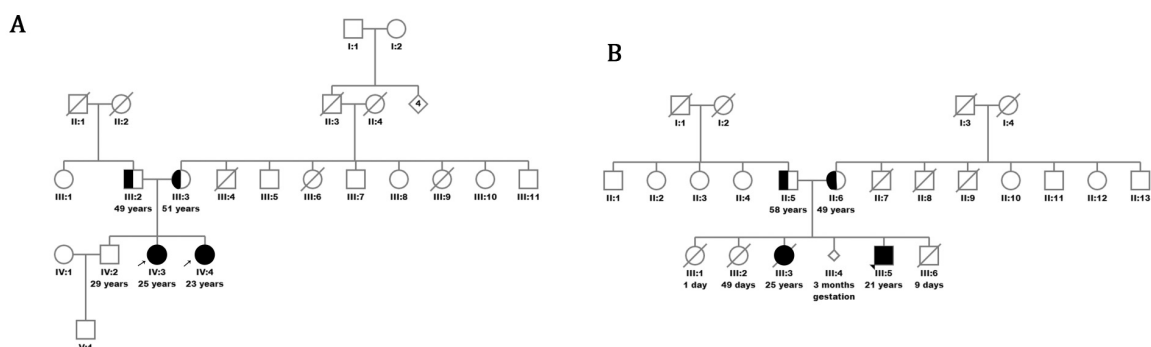 A
I:1 I:2
4
II:1 II:2 II:3 II:4
III:1 III:2 III:3 III:4 III:5 III:6 III:7 III:8 III:9 III:10 III:11
49 years 51 years
IV:1 IV:2 IV:3 IV:4
29 years 25 years 23 years
B
I:1 I:2 I:3 I:4
II:1 II:2 II:3 II:4 II:5 II:6 II:7 II:8 II:9 II:10 II:11 II:12 II:13
58 years 49 years
III:1 III:2 III:3 III:4 III:5 III:6
1 day 49 days 25 years 3 months 21 years 9 days
gestation